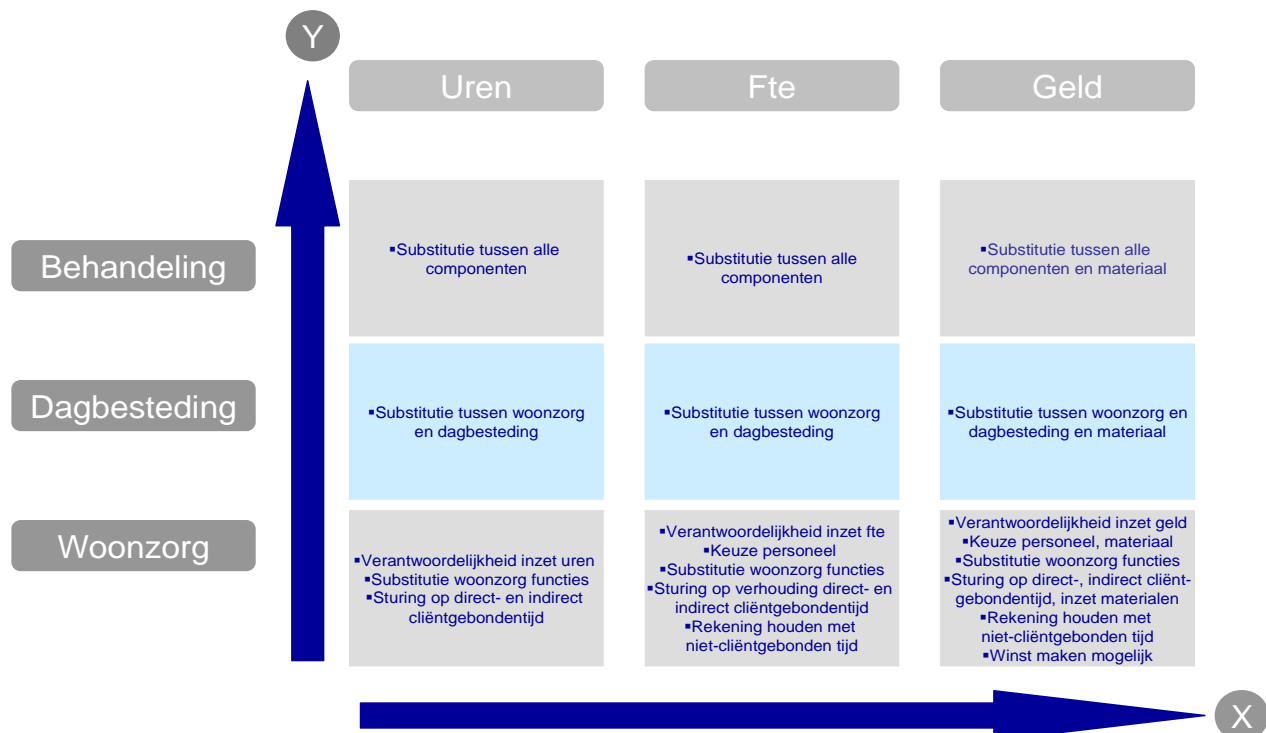 Y
Uren
Fte
Geld
Behandeling
▪Substitutie tussen alle
componenten
▪Substitutie tussen alle
componenten
▪Substitutie tussen alle
componenten en materiaal
Dagbesteding
▪Substitutie tussen woonzorg
en dagbesteding
▪Substitutie tussen woonzorg
en dagbesteding
▪Substitutie tussen woonzorg en
dagbesteding en materiaal
Woonzorg
▪Verantwoordelijkheid inzet uren
▪Substitutie woonzorg functies
▪Sturing op direct- en indirect
cliëntgebondentijd
▪Verantwoordelijkheid inzet fte
▪Keuze personeel
▪Substitutie woonzorg functies
▪Sturing op verhouding direct- en
indirect cliëntgebondentijd
▪Rekening houden met
niet-cliëntgebonden tijd
▪Verantwoordelijkheid inzet geld
▪Keuze personeel, materiaal
▪Substitutie woonzorg functies
▪Sturing op direct-, indirect cliënt-
gebondentijd, inzet materialen
▪Rekening houden met
niet-cliëntgebonden tijd
▪Winst maken mogelijk
X